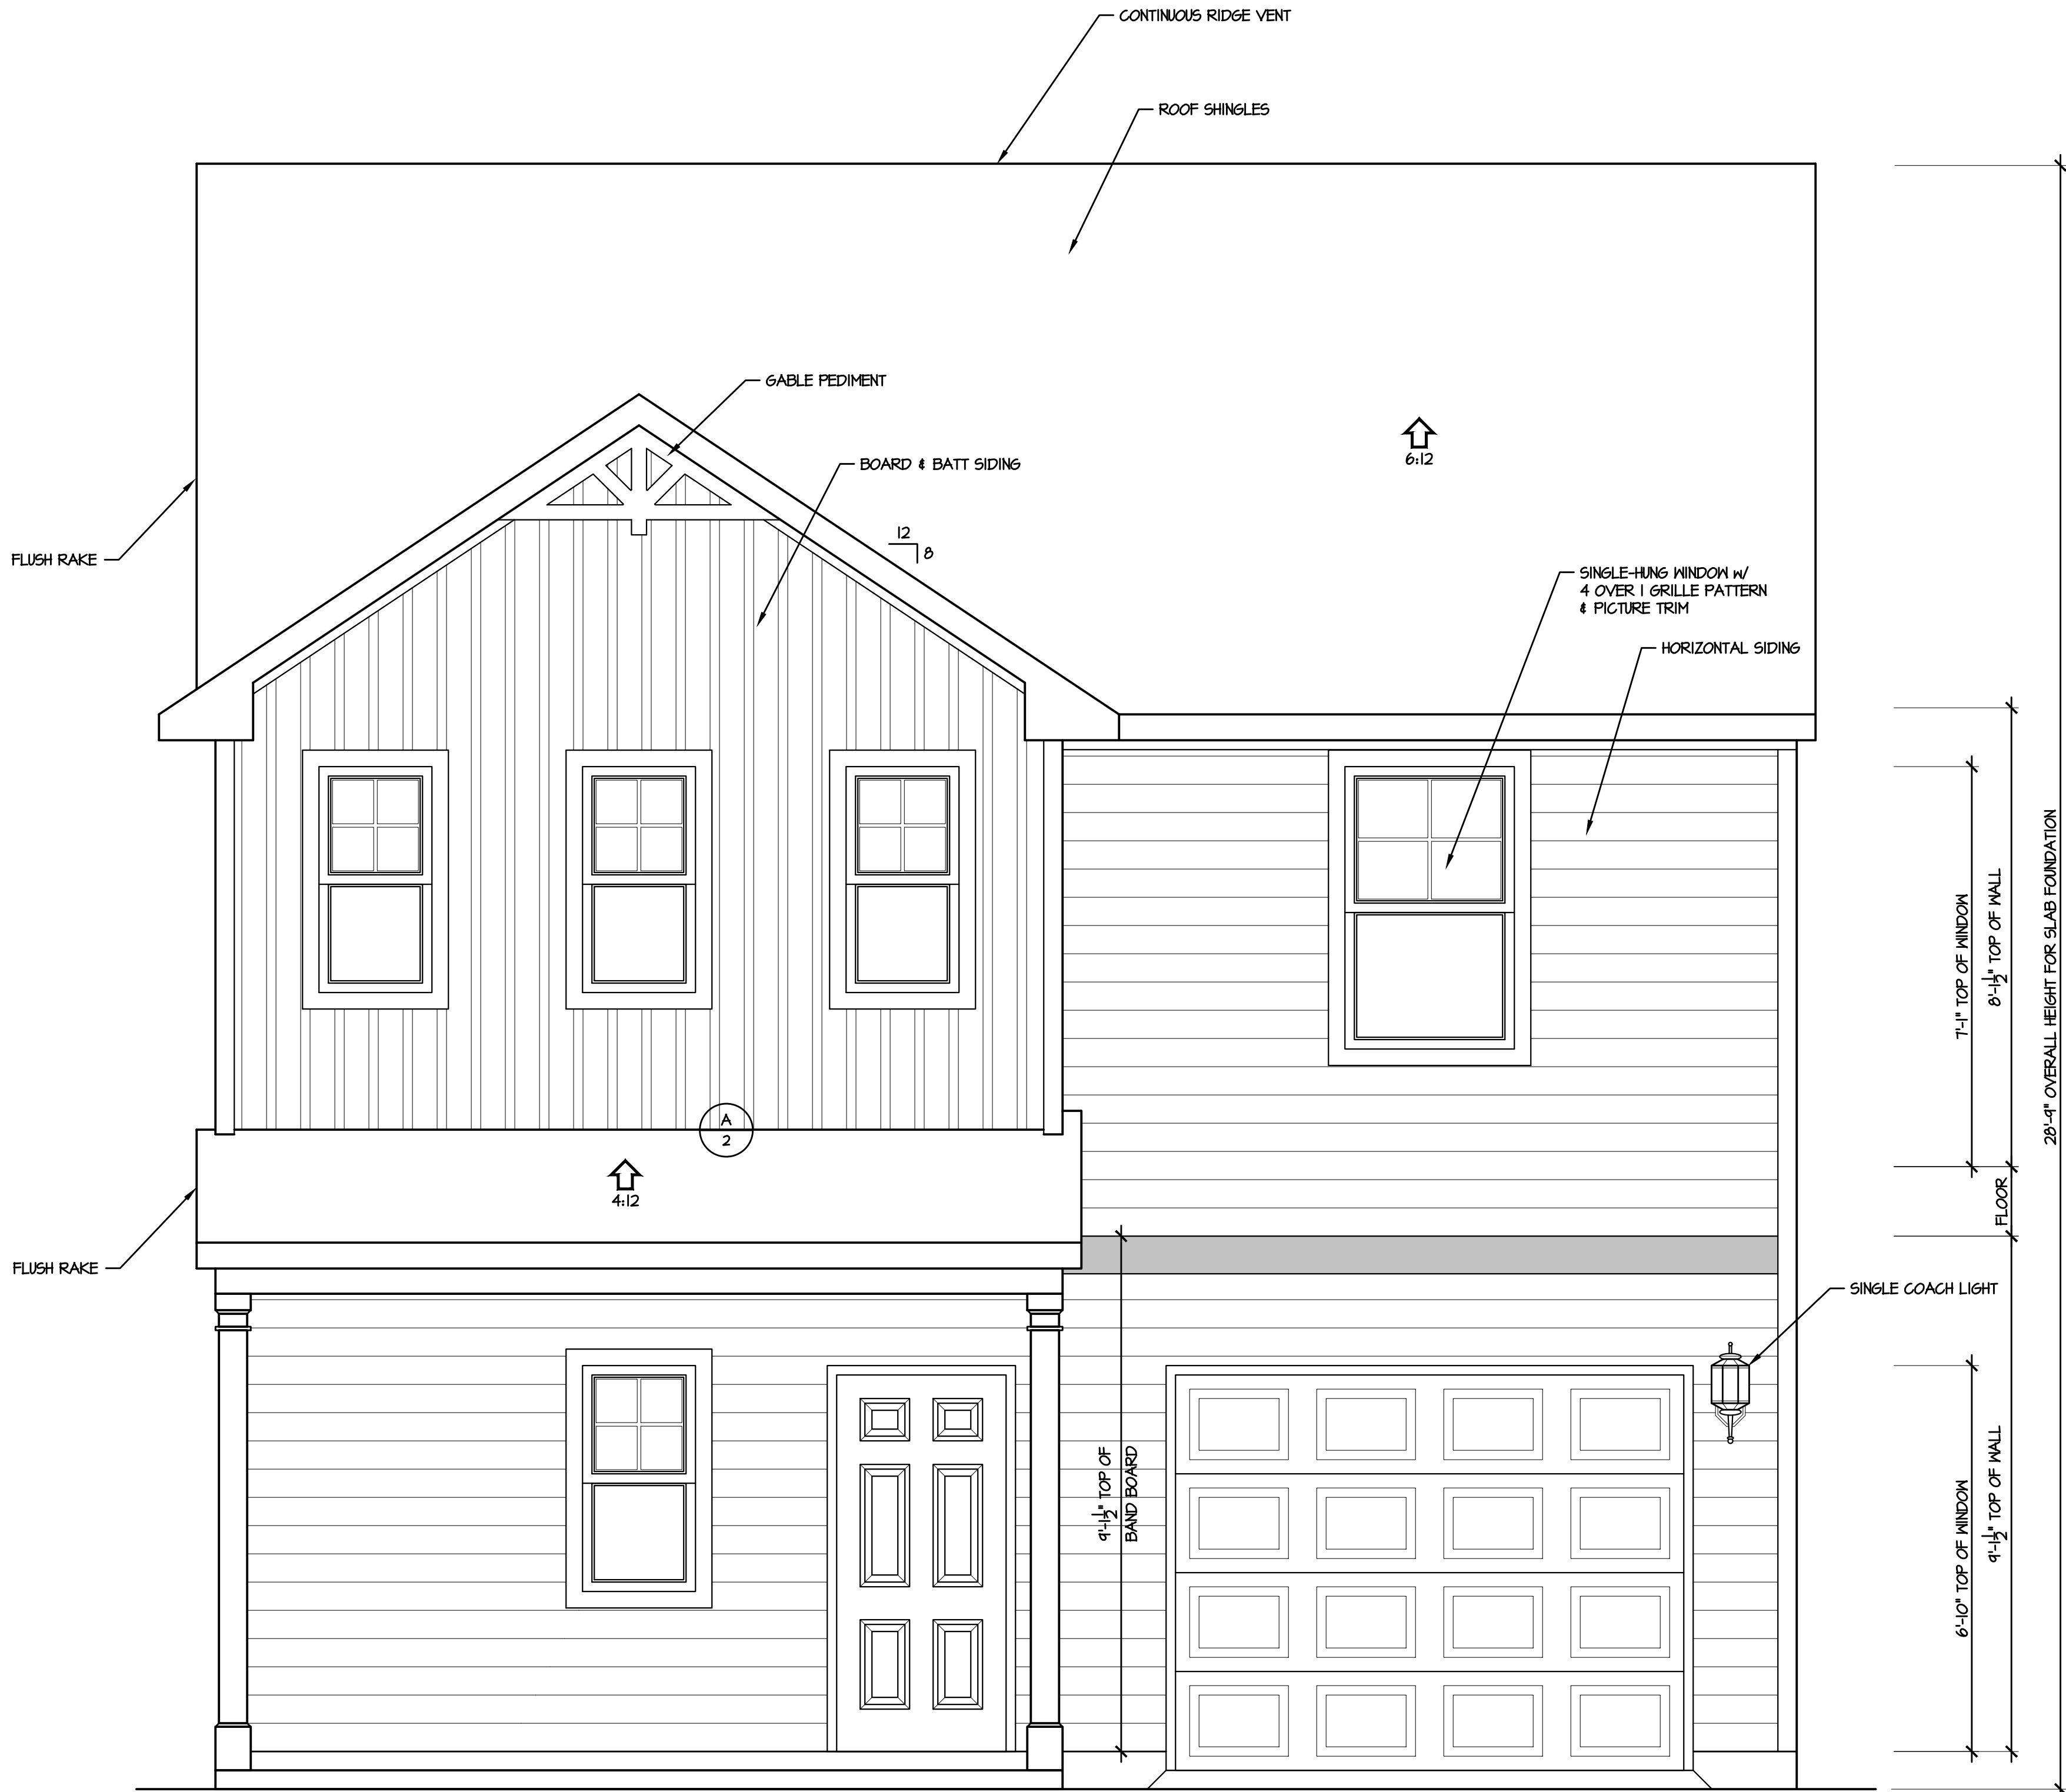 CONTINUOUS RIDGE VENT
ROOF SHINGLES
GABLE PEDIMENT
BOARD & BATT SIDING
6:12
12
8
FLUSH RAKE
SINGLE-HUNG WINDOW w/
4 OVER 1 GRILLE PATTERN
& PICTURE TRIM
HORIZONTAL SIDING
7'-1" TOP OF WINDOW
8'-1½" TOP OF WALL
28'-9" OVERALL HEIGHT FOR SLAB FOUNDATION
A
2
4:12
FLOOR
FLUSH RAKE
SINGLE COACH LIGHT
9'-1½" TOP OF
BAND BOARD
6'-10" TOP OF WINDOW
9'-1½" TOP OF WALL